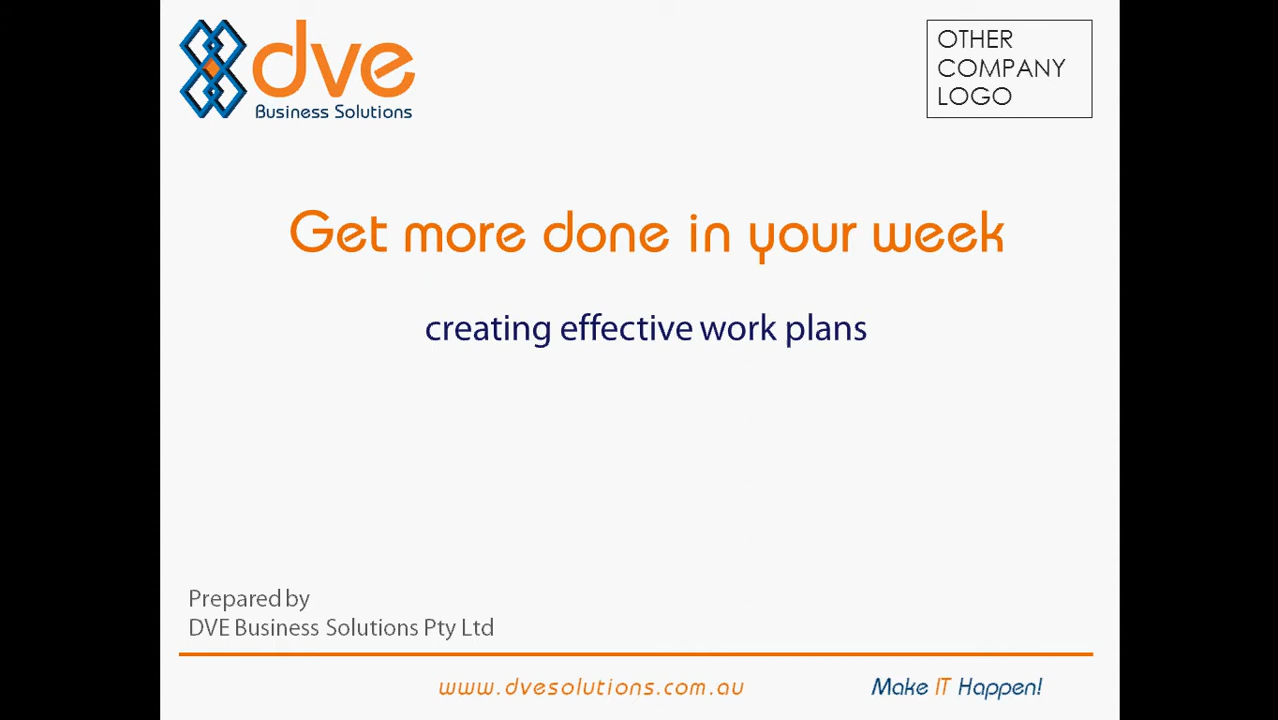 dve
Business Solutions
OTHER
COMPANY
LOGO
Get more done in your week
creating effective work plans
Prepared by
DVE Business Solutions Pty Ltd
www.dvesolutions.com.au
Make IT Happen!